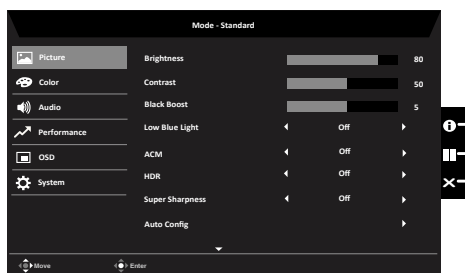 Mode - Standard
Picture
Color
Audio
Performance
OSD
System
Brightness 80
Contrast 50
Black Boost 5
Low Blue Light Off
ACM Off
HDR Off
Super Sharpness Off
Auto Config
Move Enter